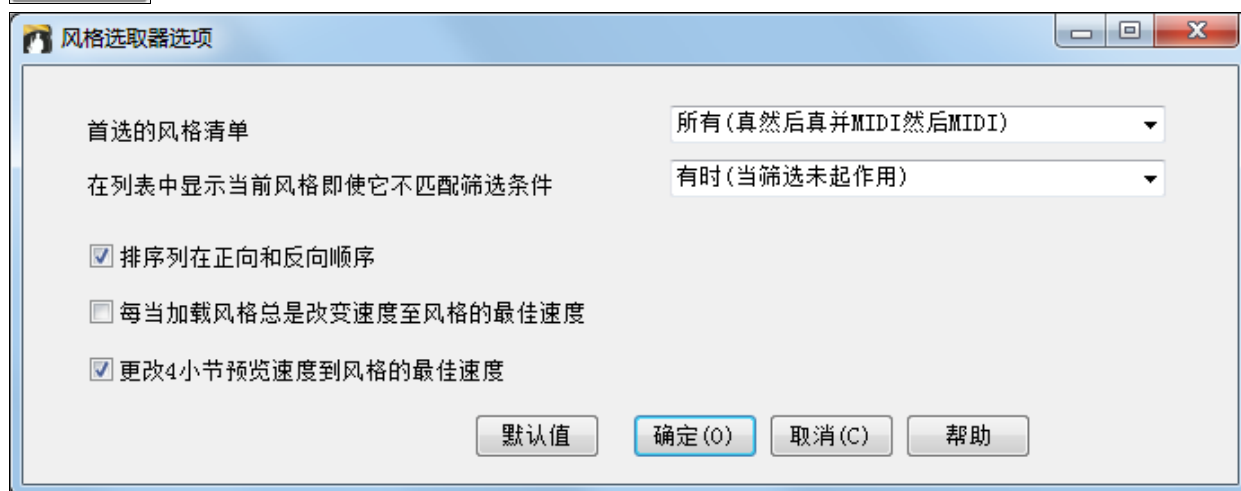 风格选取器选项
首选的风格清单
所有(真然后真并MIDI然后MIDI)
在列表中显示当前风格即使它不匹配筛选条件
有时(当筛选未起作用)
排序列在正向和反向顺序
每当加载风格总是改变速度至风格的最佳速度
更改4小节预览速度到风格的最佳速度
默认值 确定(O) 取消(C) 帮助